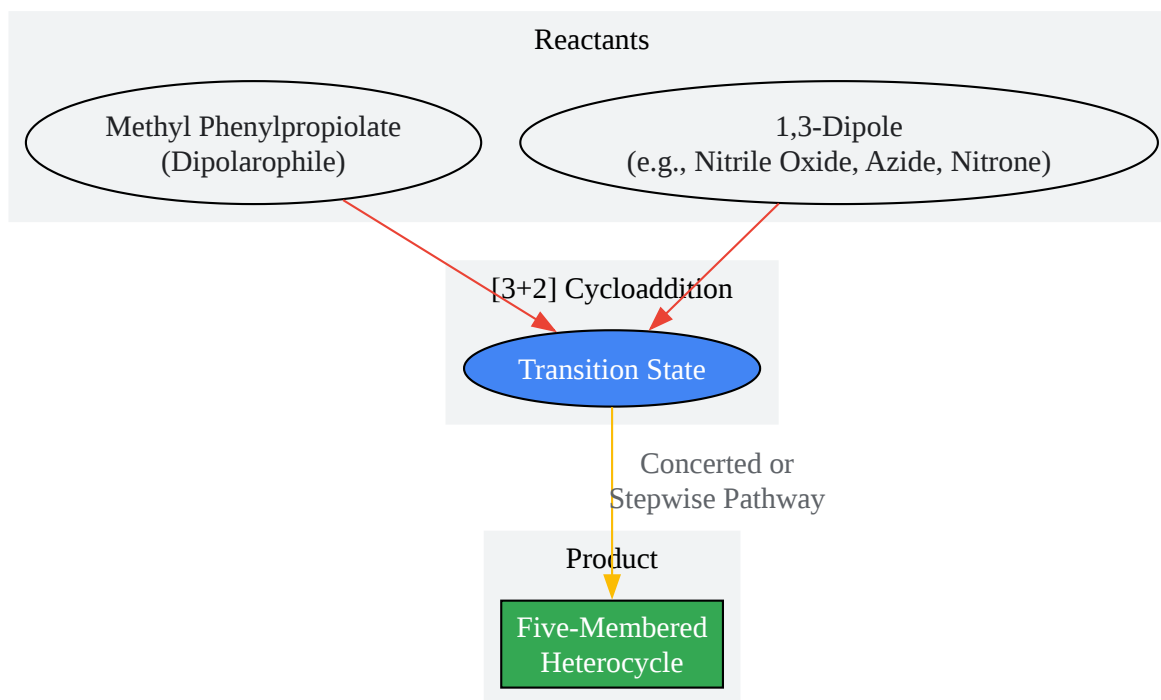 Reactants
Methyl Phenylpropiolate
(Dipolarophile)
1,3-Dipole
(e.g., Nitrile Oxide, Azide, Nitrone)
[3+2] Cycloaddition
Transition State
Concerted or
Stepwise Pathway
Product
Five-Membered
Heterocycle